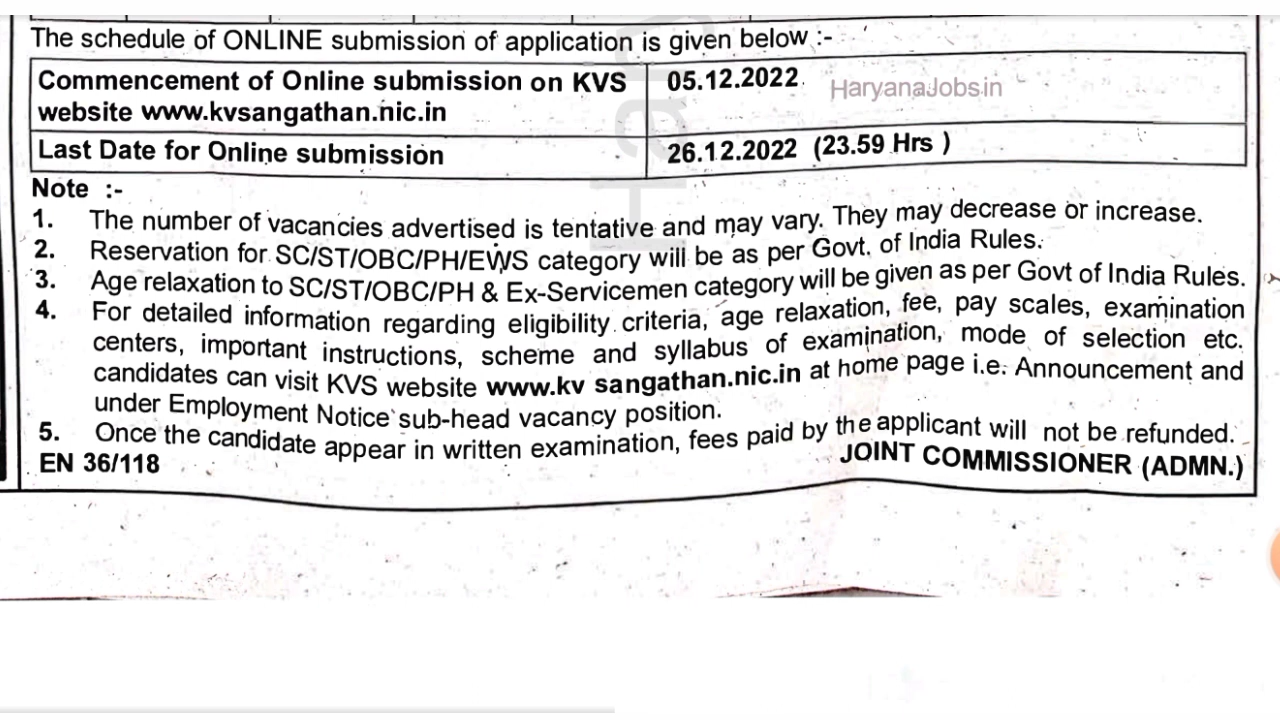 The schedule of ONLINE submission of application is given below :-
Commencement of Online submission on KVS website www.kvsangathan.nic.in
05.12.2022
HaryanaJobs.in
Last Date for Online submission
26.12.2022 (23.59 Hrs )
Note :-
1. The number of vacancies advertised is tentative and may vary. They may decrease or increase.
2. Reservation for SC/ST/OBC/PH/EWS category will be as per Govt. of India Rules.
3. Age relaxation to SC/ST/OBC/PH & Ex-Servicemen category will be given as per Govt of India Rules.
4. For detailed information regarding eligibility criteria, age relaxation, fee, pay scales, examination
centers, important instructions, scheme and syllabus of examination, mode of selection etc.
candidates can visit KVS website www.kv sangathan.nic.in at home page i.e. Announcement and
under Employment Notice sub-head vacancy position.
5. Once the candidate appear in written examination, fees paid by the applicant will not be refunded.
EN 36/118
JOINT COMMISSIONER (ADMN.)